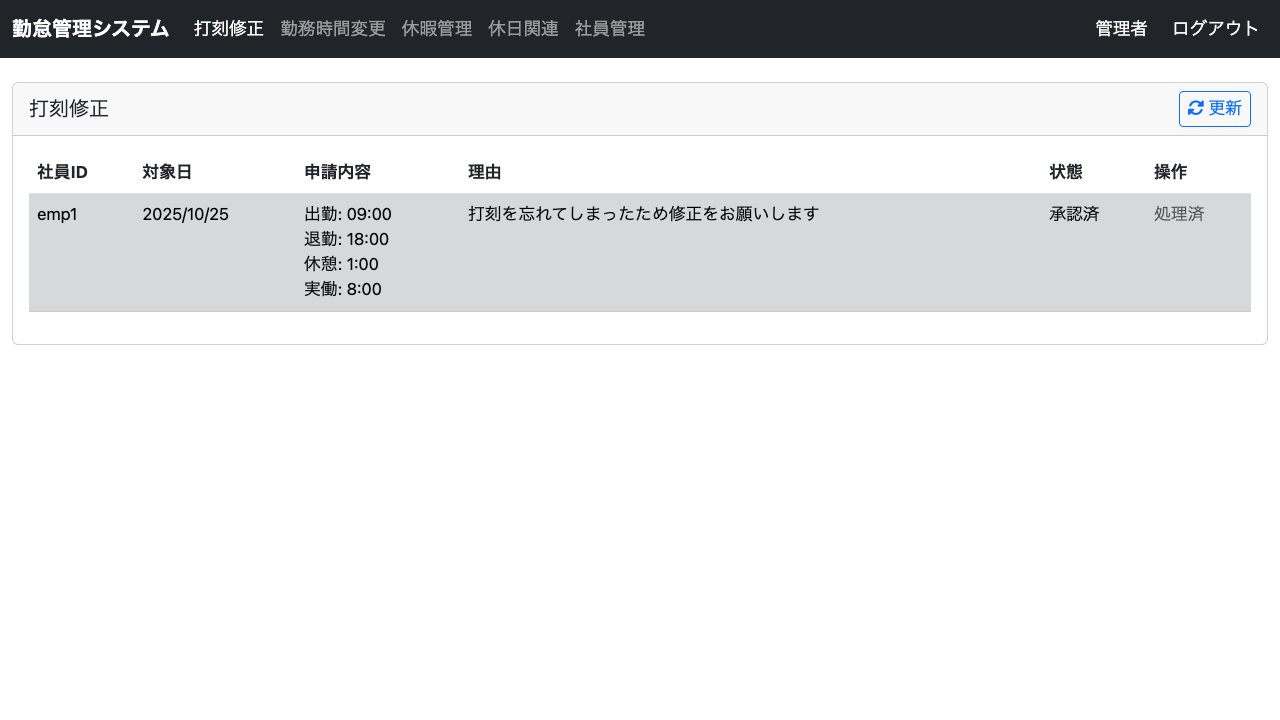 勤怠管理システム 打刻修正 勤務時間変更 休暇管理 休日関連 社員管理 管理者 ログアウト
打刻修正 更新
社員ID 対象日 申請内容 理由 状態 操作
emp1 2025/10/25 出勤: 09:00 打刻を忘れてしまったため修正をお願いします 承認済 処理済
退勤: 18:00
休憩: 1:00
実働: 8:00